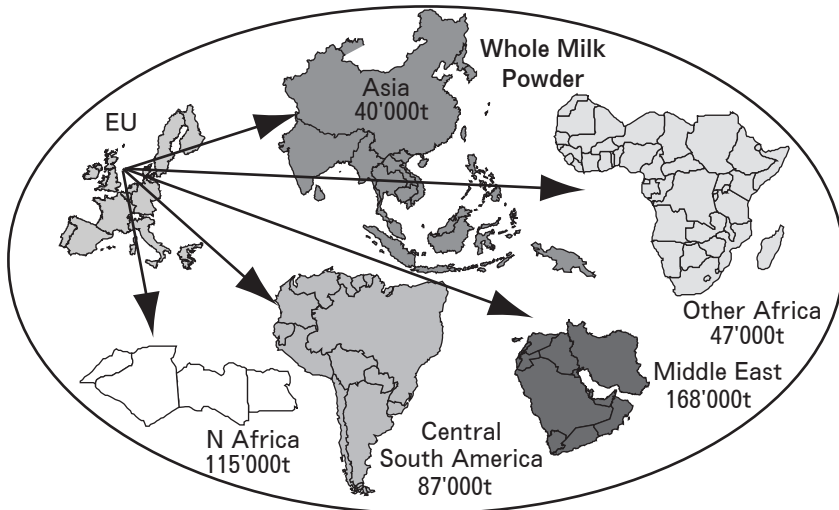 Whole Milk
Powder
EU
Asia
40'000t
Other Africa
47'000t
Middle East
168'000t
N Africa
115'000t
Central
South America
87'000t